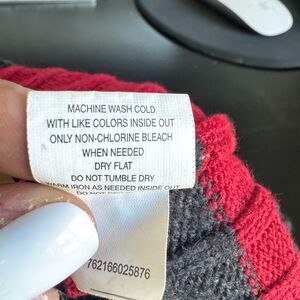 MACHINE WASH COLD
WITH LIKE COLORS INSIDE OUT
ONLY NON-CHLORINE BLEACH
WHEN NEEDED
DRY FLAT
DO NOT TUMBLE DRY
WARM IRON AS NEEDED INSIDE OUT
762166025876